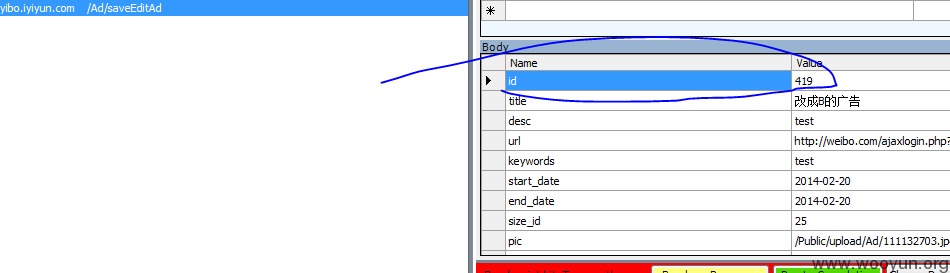 yibo.iyiyun.com /Ad/saveEditAd
Body
Name Value
id 419
title 改成B的广告
desc test
url http://weibo.com/ajaxlogin.php?
keywords test
start_date 2014-02-20
end_date 2014-02-20
size_id 25
pic /Public/upload/Ad/111132703.jp
www.wooyun.org